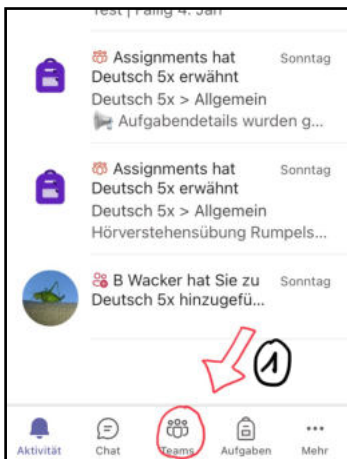 Test | Fällig 4. Jan
Assignments hat Sonntag
Deutsch 5x erwähnt
Deutsch 5x > Allgemein
Aufgabendetails wurden g...
Assignments hat Sonntag
Deutsch 5x erwähnt
Deutsch 5x > Allgemein
Hörverstehensübung Rumpels...
B Wacker hat Sie zu Sonntag
Deutsch 5x hinzugefü...
1
Aktivität Chat Teams Aufgaben Mehr